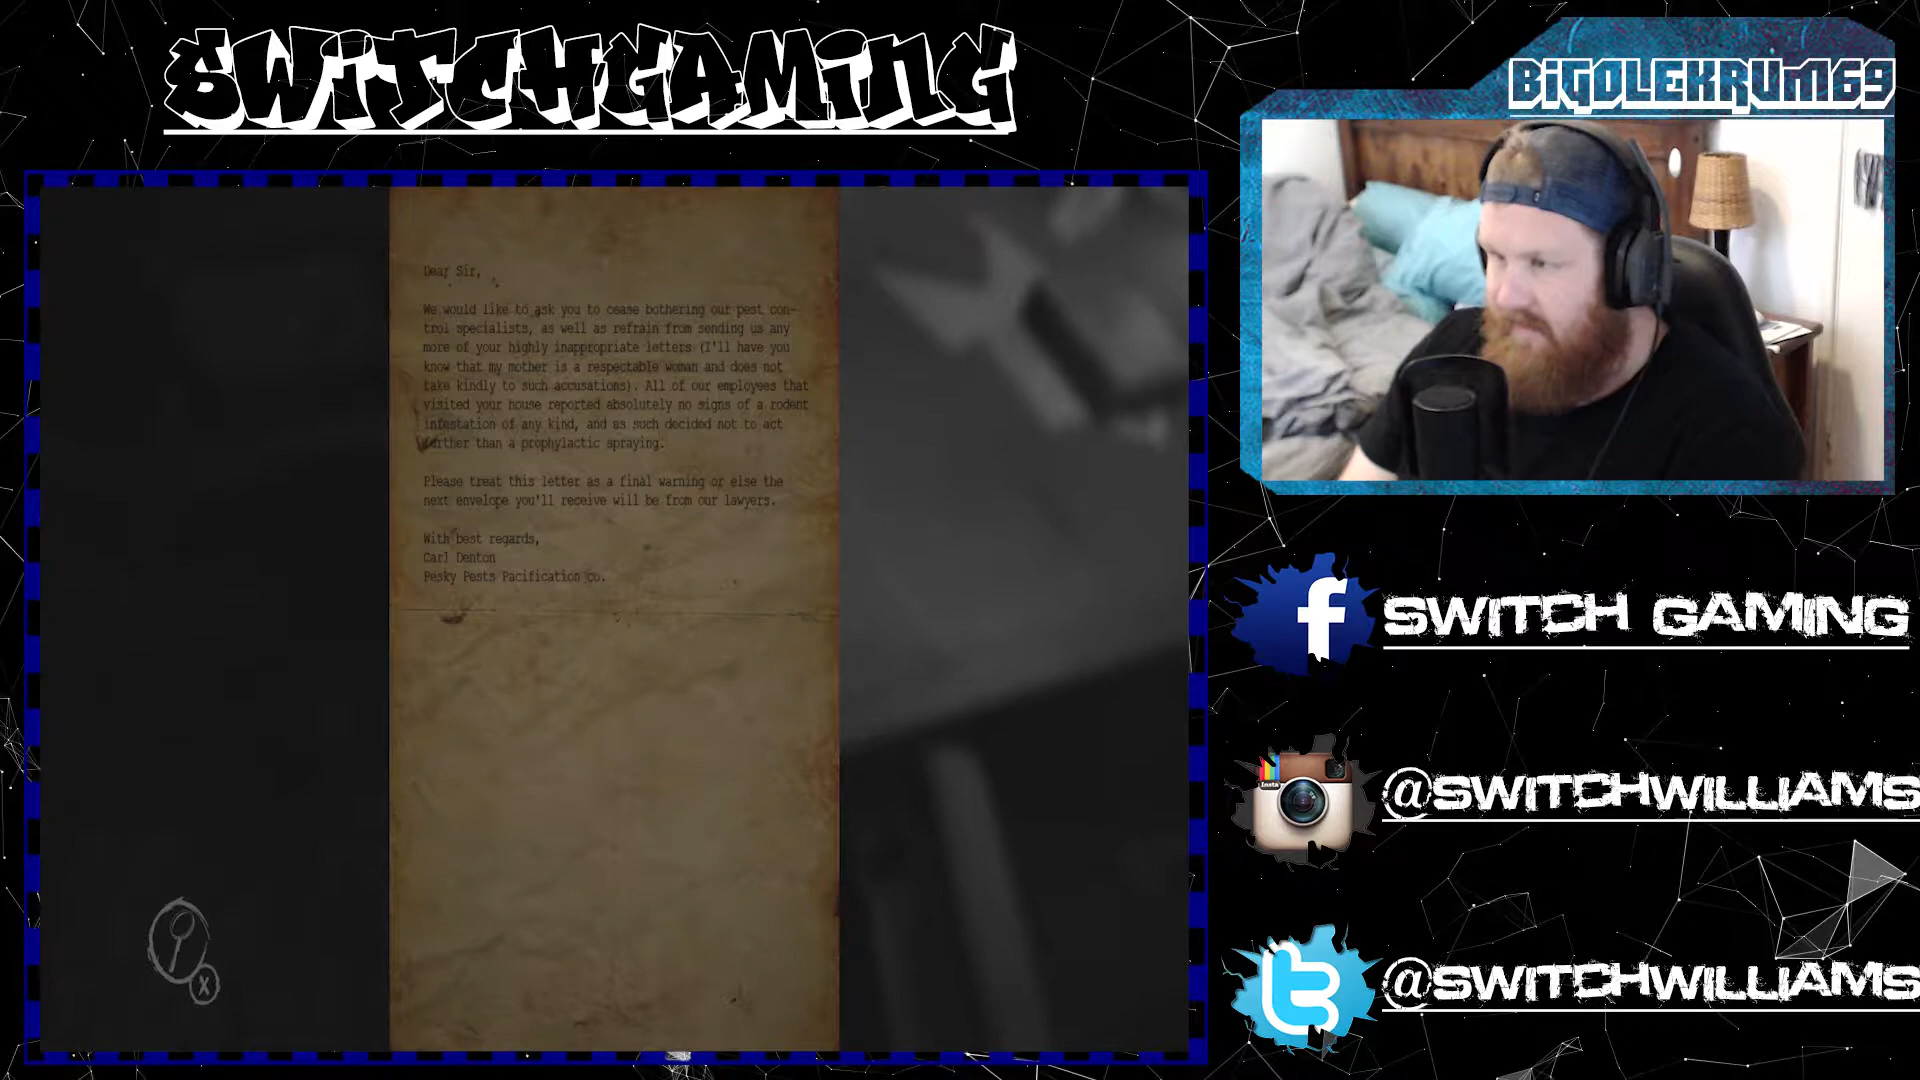 SWITCHGAMING
BIGOLEKRUM69
Dear Sir,
We would like to ask you to cease bothering our pest con-
trol specialists, as well as refrain from sending us any
more of your highly inappropriate letters (I'll have you
know that my mother is a respectable woman and does not
take kindly to such accusations). All of our employees that
visited your house reported absolutely no signs of a rodent
infestation of any kind, and as such decided not to act
further than a prophylactic spraying.
Please treat this letter as a final warning or else the
next envelope you'll receive will be from our lawyers.
With best regards,
Carl Denton
Pesky Pests Pacification co.
X
f SWITCH GAMING
Insta
@SWITCHWILLIAMS
@SWITCHWILLIAMS